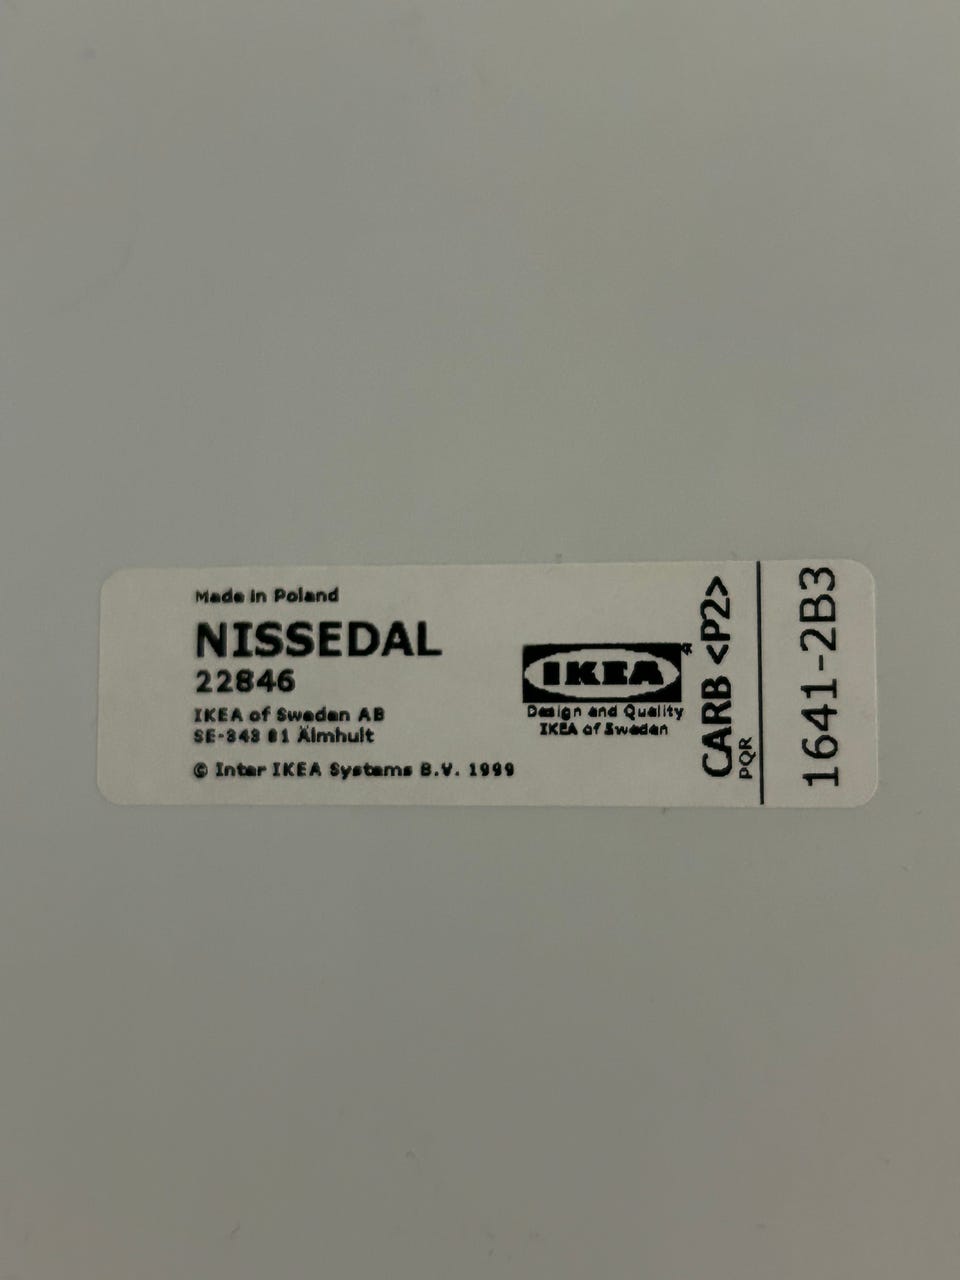 Made in Poland
NISSEDAL
22846
IKEA of Sweden AB
SE-343 81 Älmhult
© Inter IKEA Systems B.V. 1999
IKEA®
Design and Quality
IKEA of Sweden
CARB <P2>
PQR
1641-2B3